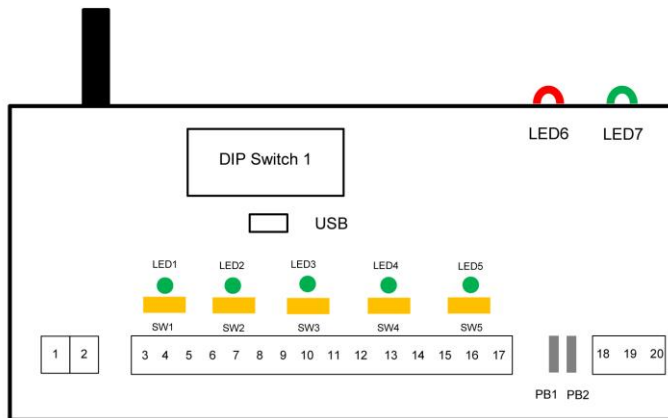 LED6 LED7
DIP Switch 1
USB
LED1 LED2 LED3 LED4 LED5
SW1 SW2 SW3 SW4 SW5
1 2 3 4 5 6 7 8 9 10 11 12 13 14 15 16 17 18 19 20
PB1 PB2